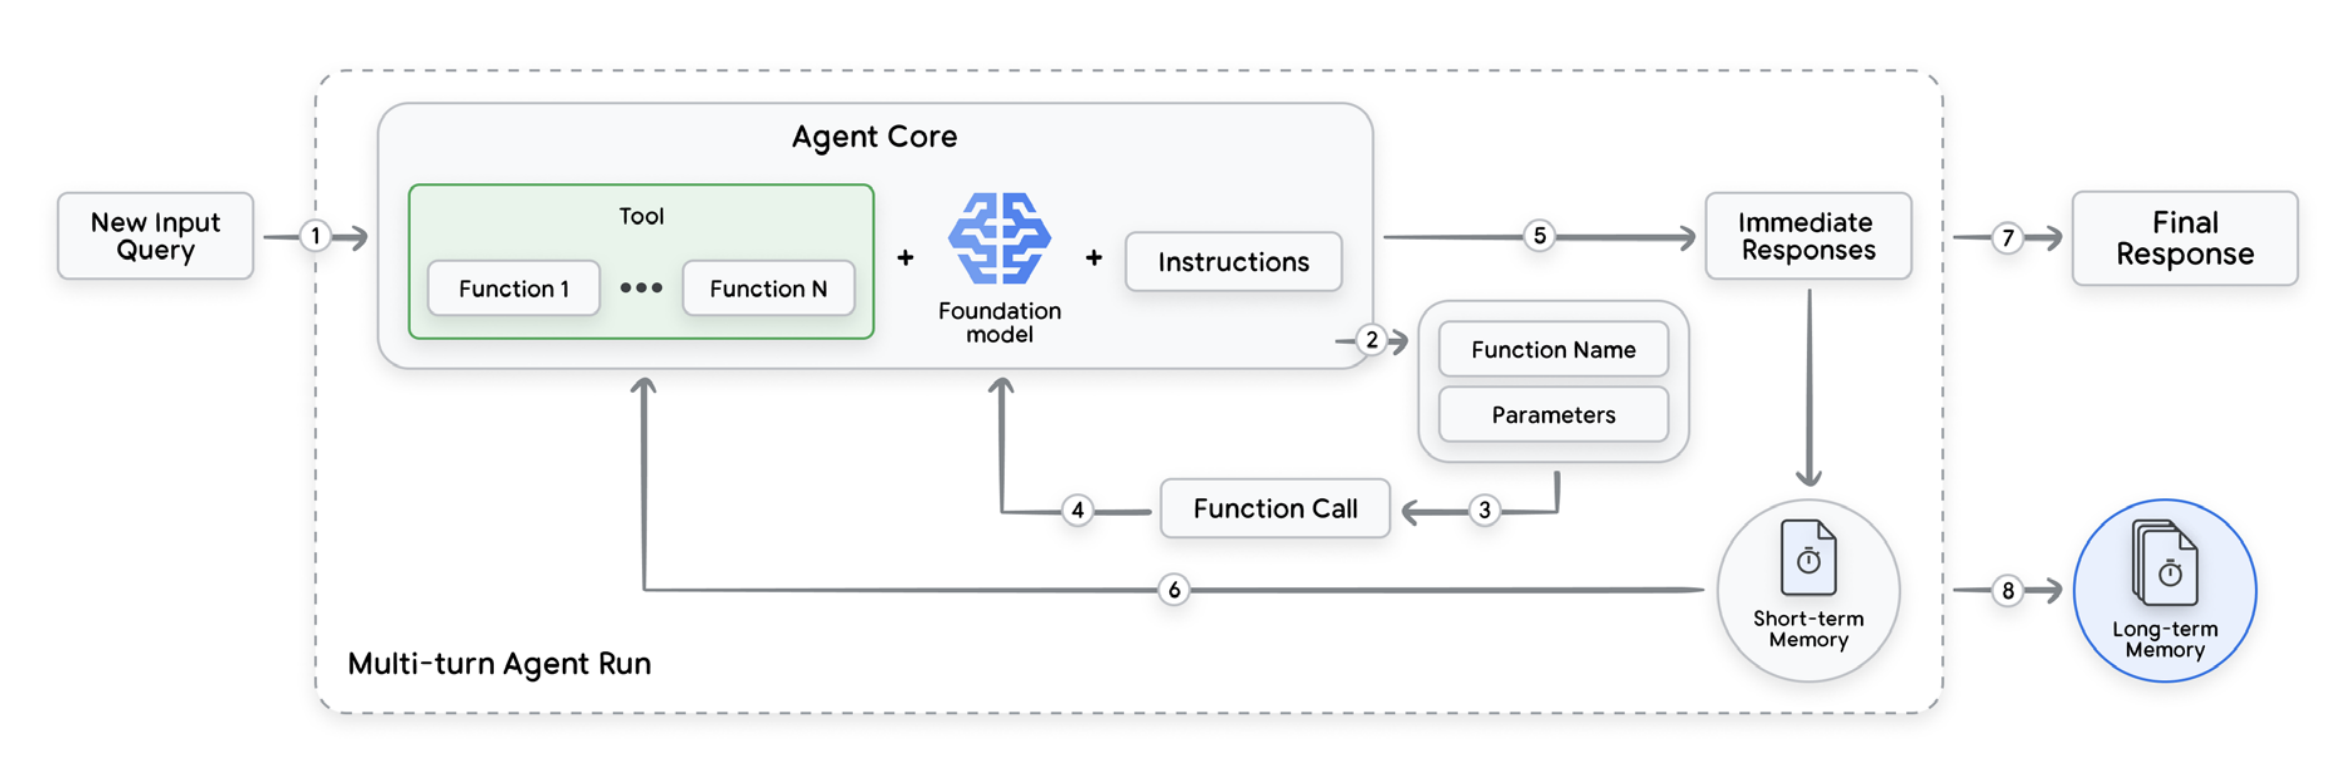 Agent Core
New Input
Query
1
Tool
Function 1
Function N
+
Foundation
model
+
Instructions
5
Immediate
Responses
7
Final
Response
2
Function Name
Parameters
4
Function Call
3
6
Short-term
Memory
8
Long-term
Memory
Multi-turn Agent Run